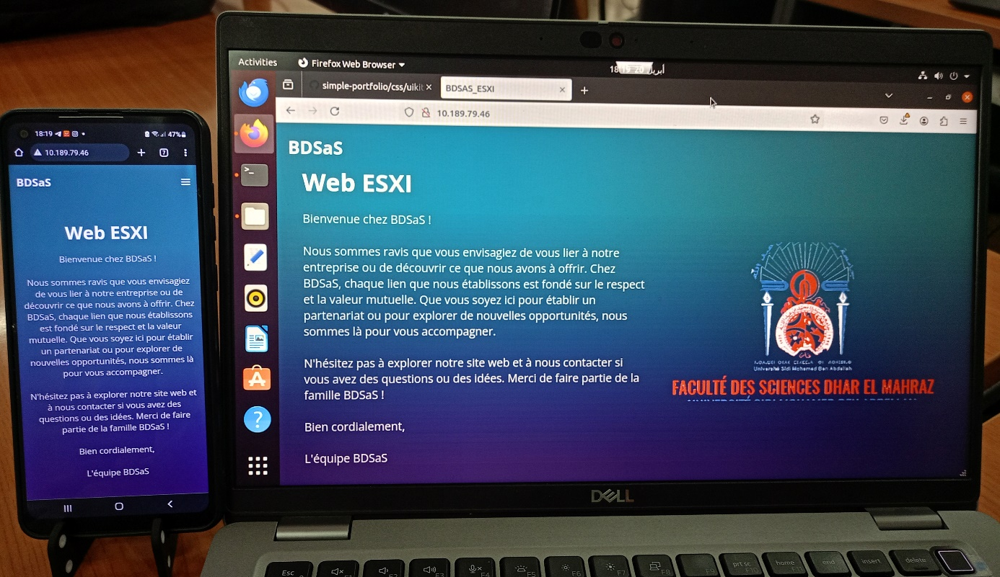 18:19
47%
10.189.79.46
7
BDSaS
Web ESXI
Bienvenue chez BDSaS !
Nous sommes ravis que vous envisagiez
de vous lier à notre entreprise ou de
découvrir ce que nous avons à offrir. Chez
BDSaS, chaque lien que nous établissons
est fondé sur le respect et la valeur
mutuelle. Que vous soyez ici pour établir
un partenariat ou pour explorer de
nouvelles opportunités, nous sommes là
pour vous accompagner.
N'hésitez pas à explorer notre site web et
à nous contacter si vous avez des
questions ou des idées. Merci de faire
partie de la famille BDSaS !
Bien cordialement,
L'équipe BDSaS
Activities
Firefox Web Browser
أبريل 20
simple-portfolio/css/uikit
BDSAS_ESXI
10.189.79.46
BDSaS
Web ESXI
Bienvenue chez BDSaS !
Nous sommes ravis que vous envisagiez de vous lier à notre
entreprise ou de découvrir ce que nous avons à offrir. Chez
BDSaS, chaque lien que nous établissons est fondé sur le respect
et la valeur mutuelle. Que vous soyez ici pour établir un
partenariat ou pour explorer de nouvelles opportunités, nous
sommes là pour vous accompagner.
N'hésitez pas à explorer notre site web et à nous contacter si
vous avez des questions ou des idées. Merci de faire partie de la
famille BDSaS !
Bien cordialement,
L'équipe BDSaS
Université Sidi Mohamed Ben Abdellah
FACULTÉ DES SCIENCES DHAR EL MAHRAZ
DELL
Esc
F1
F2
F3
F4
F5
F6
F7
F8
F9
prt sc
F10
home
F11
end
insert
delete